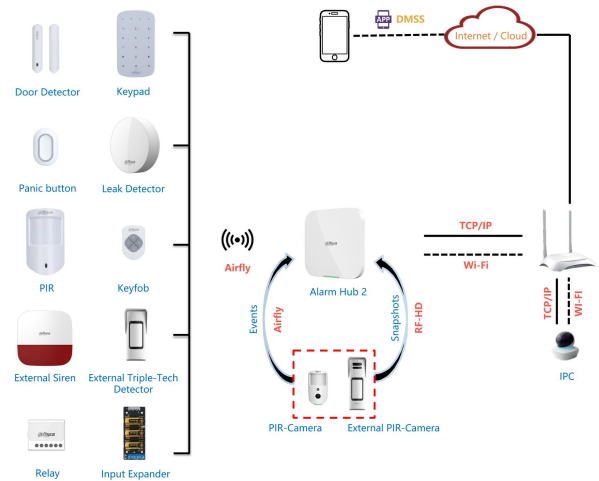 APP DMSS
Internet / Cloud
Door Detector
Keypad
Panic button
Leak Detector
alhua
PIR
Keyfob
Airfly
Alarm Hub 2
TCP/IP
Wi-Fi
TCP/IP
WI-FI
IPC
Events
Airfly
Snapshots
RF-HD
External Siren
External Triple-Tech
Detector
PIR-Camera
External PIR-Camera
Relay
Input Expander